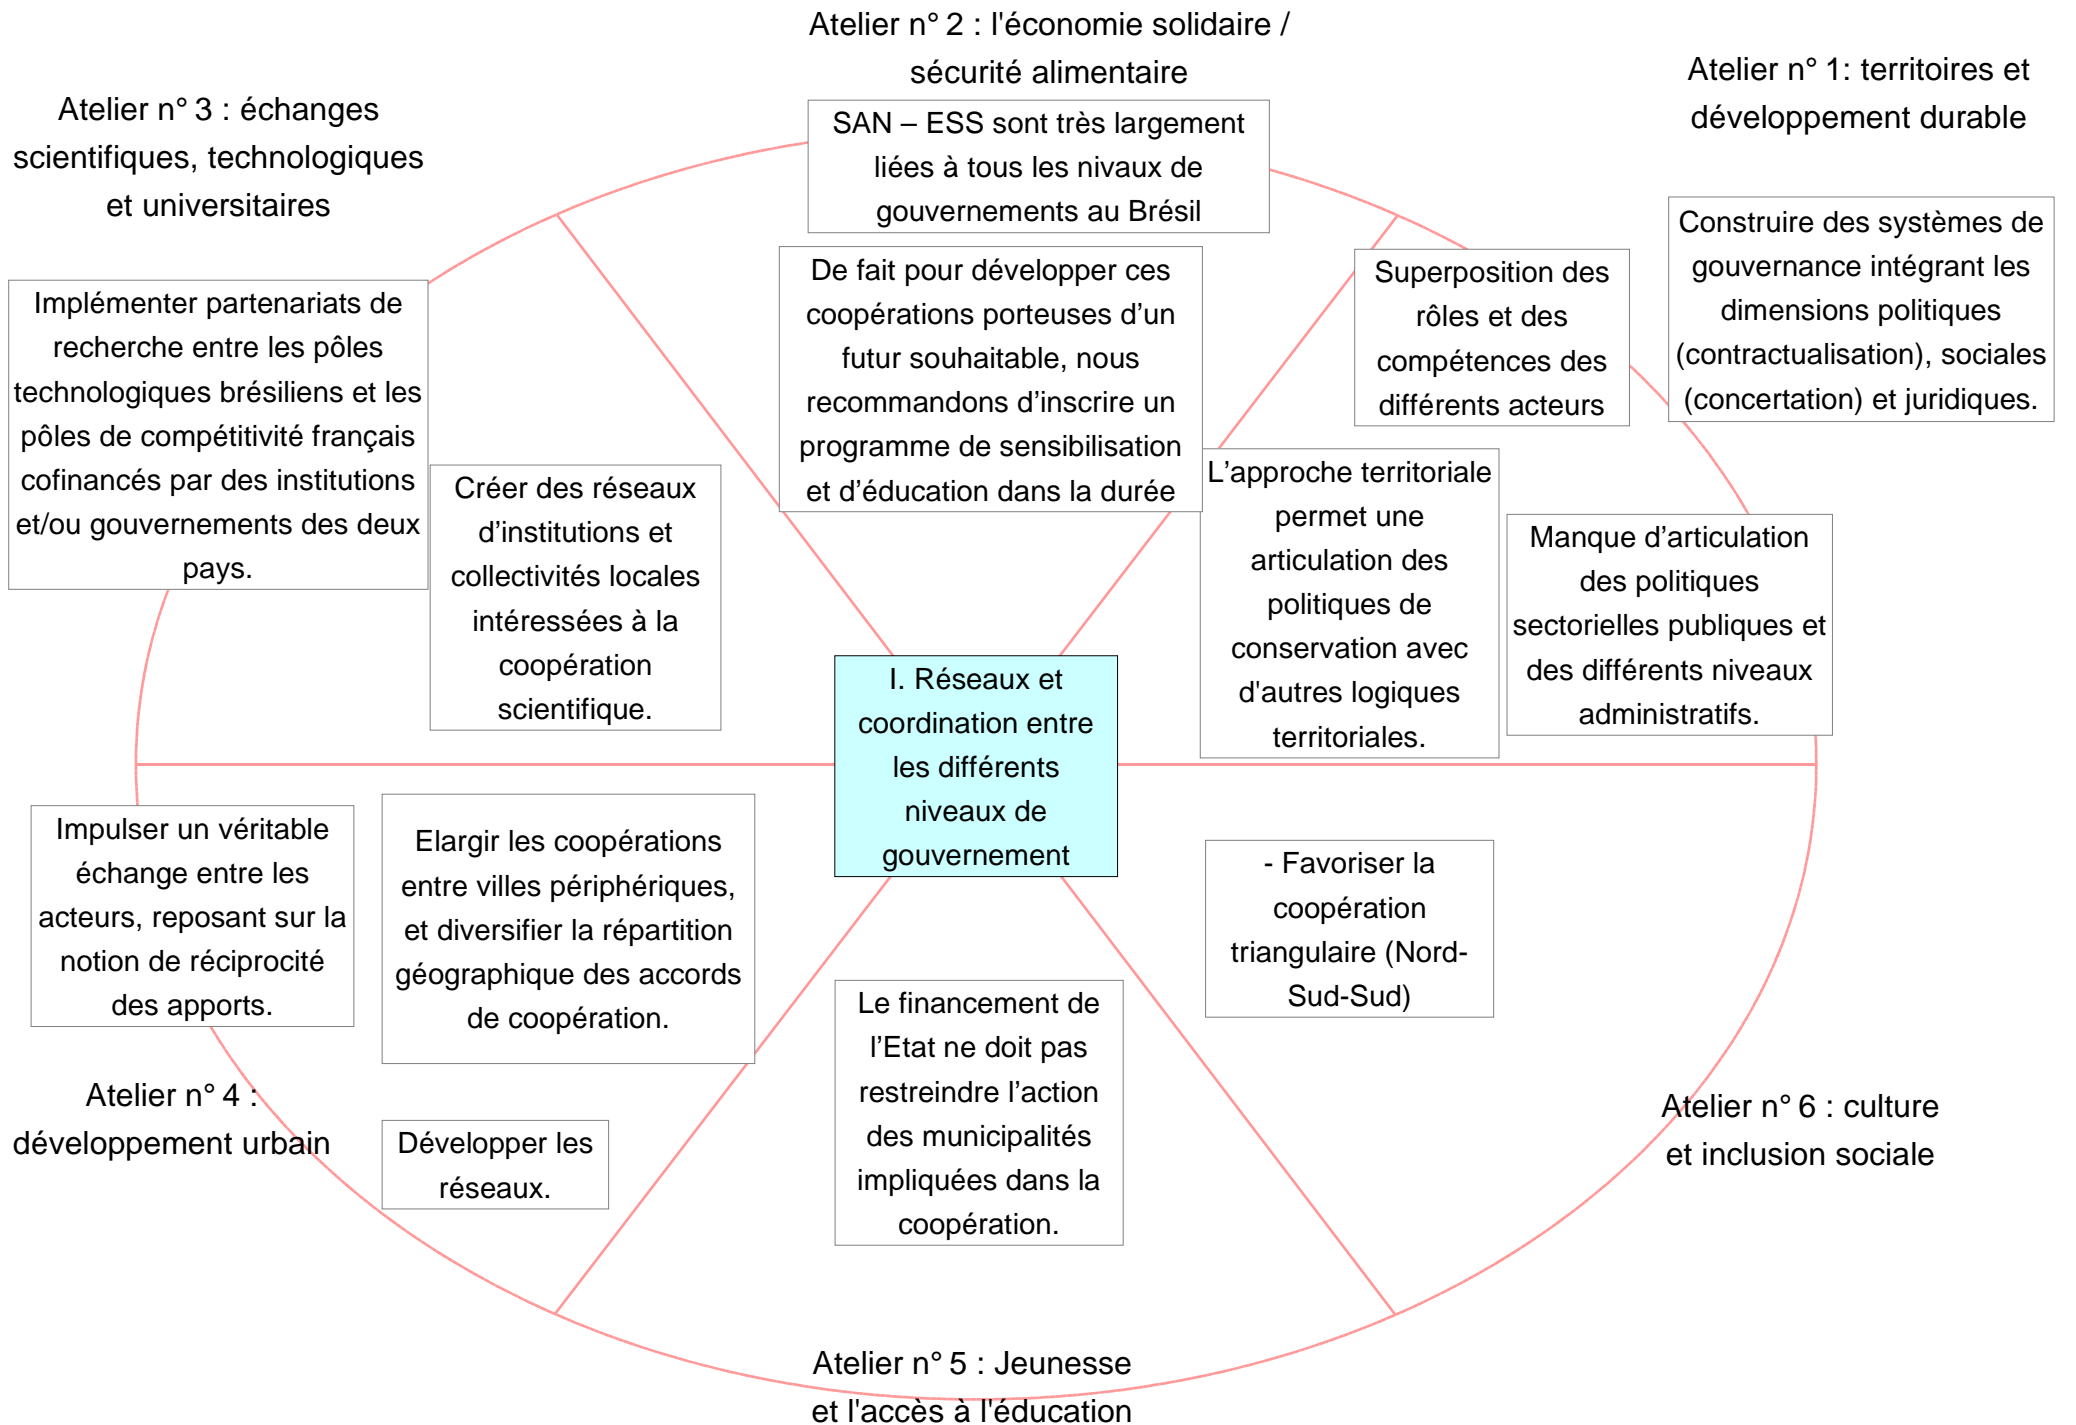 Atelier n° 2 : l'économie solidaire /
sécurité alimentaire
Atelier n° 1: territoires et
développement durable
Atelier n° 3 : échanges
scientifiques, technologiques
et universitaires
SAN – ESS sont très largement
liées à tous les nivaux de
gouvernements au Brésil
Construire des systèmes de
gouvernance intégrant les
dimensions politiques
(contractualisation), sociales
(concertation) et juridiques.
De fait pour développer ces
coopérations porteuses d’un
futur souhaitable, nous
recommandons d’inscrire un
programme de sensibilisation
et d’éducation dans la durée
Superposition des
rôles et des
compétences des
différents acteurs
Implémenter partenariats de
recherche entre les pôles
technologiques brésiliens et les
pôles de compétitivité français
cofinancés par des institutions
et/ou gouvernements des deux
pays.
Créer des réseaux
d’institutions et
collectivités locales
intéressées à la
coopération
scientifique.
L’approche territoriale
permet une
articulation des
politiques de
conservation avec
d'autres logiques
territoriales.
Manque d’articulation
des politiques
sectorielles publiques et
des différents niveaux
administratifs.
I. Réseaux et
coordination entre
les différents
niveaux de
gouvernement
Impulser un véritable
échange entre les
acteurs, reposant sur la
notion de réciprocité
des apports.
Elargir les coopérations
entre villes périphériques,
et diversifier la répartition
géographique des accords
de coopération.
- Favoriser la
coopération
triangulaire (Nord-
Sud-Sud)
Le financement de
l’Etat ne doit pas
restreindre l’action
des municipalités
impliquées dans la
coopération.
Atelier n° 4 :
développement urbain
Développer les
réseaux.
Atelier n° 6 : culture
et inclusion sociale
Atelier n° 5 : Jeunesse
et l'accès à l'éducation